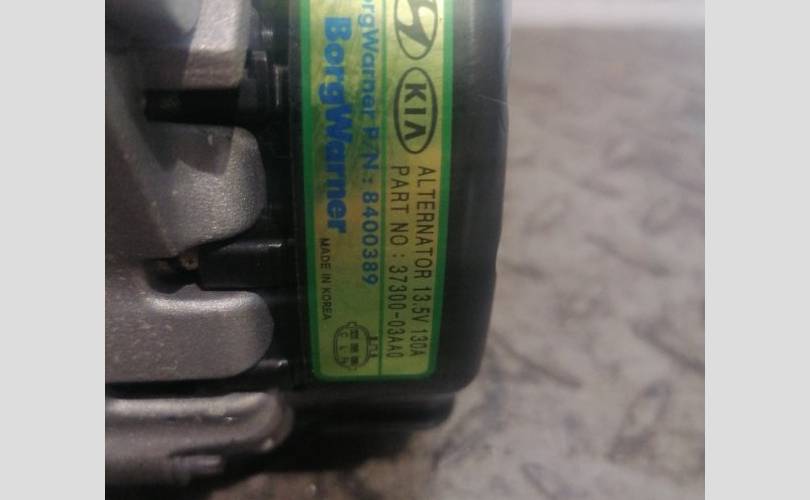 KIA
ALTERNATOR 13.5V 130A
PART NO : 37300-03AA0
BorgWarner P/N : 8400389
BorgWarner
MADE IN KOREA